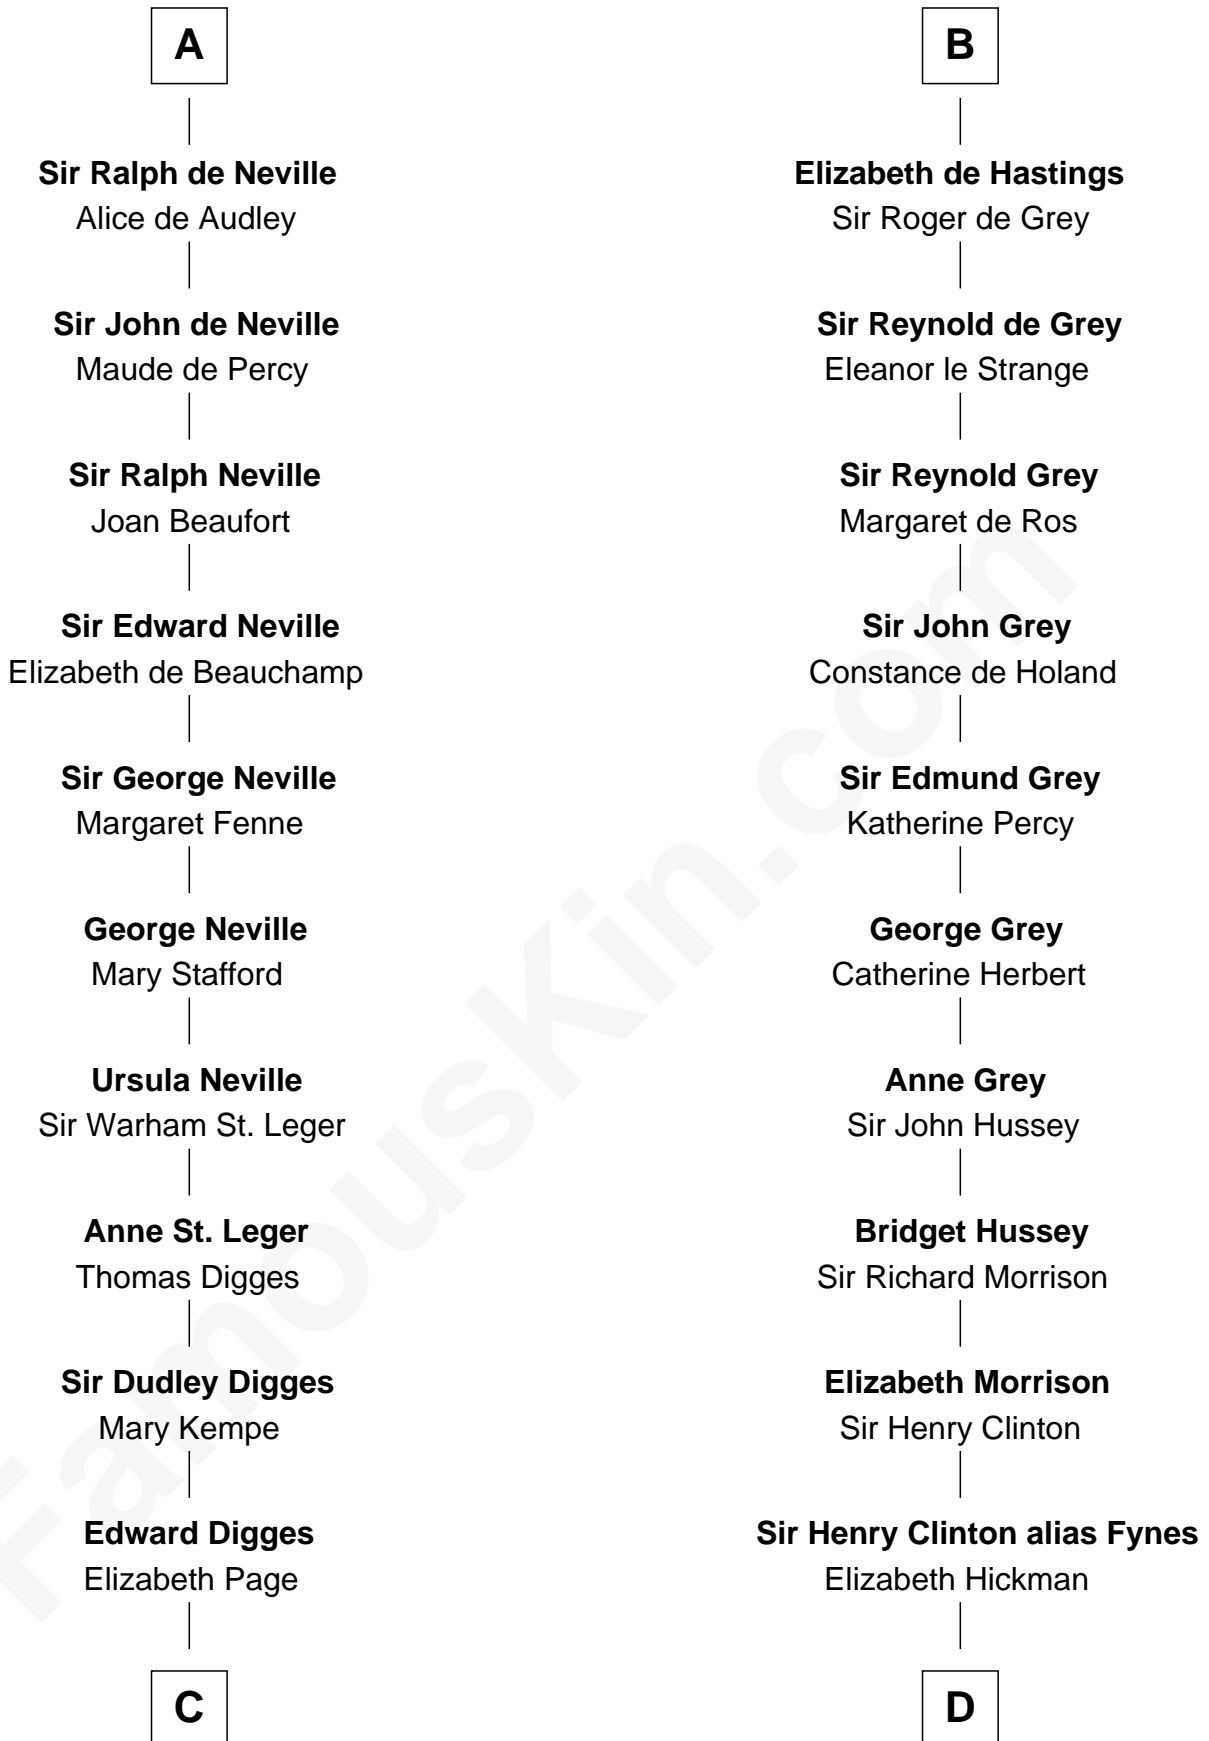 A
Sir Ralph de Neville
Alice de Audley
Sir John de Neville
Maude de Percy
Sir Ralph Neville
Joan Beaufort
Sir Edward Neville
Elizabeth de Beauchamp
Sir George Neville
Margaret Fenne
George Neville
Mary Stafford
Ursula Neville
Sir Warham St. Leger
Anne St. Leger
Thomas Digges
Sir Dudley Digges
Mary Kempe
Edward Digges
Elizabeth Page
C
B
Elizabeth de Hastings
Sir Roger de Grey
Sir Reynold de Grey
Eleanor le Strange
Sir Reynold Grey
Margaret de Ros
Sir John Grey
Constance de Holand
Sir Edmund Grey
Katherine Percy
George Grey
Catherine Herbert
Anne Grey
Sir John Hussey
Bridget Hussey
Sir Richard Morrison
Elizabeth Morrison
Sir Henry Clinton
Sir Henry Clinton alias Fynes
Elizabeth Hickman
D
FamousKin.com